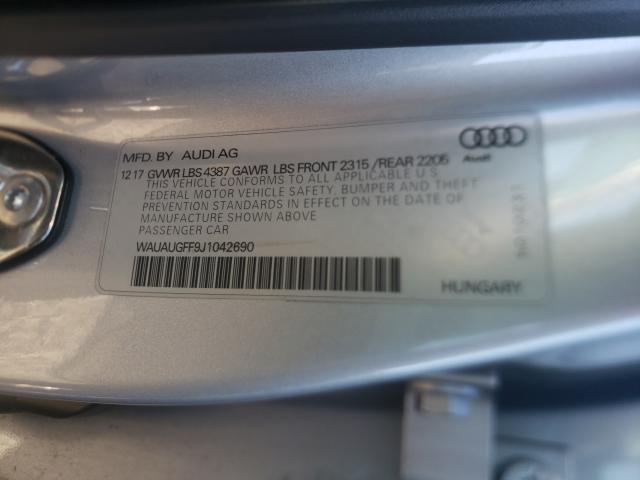 MFD. BY AUDI AG
12 17 GVWR LBS 4387 GAWR LBS FRONT 2315 /REAR 2205
THIS VEHICLE CONFORMS TO ALL APPLICABLE U S
FEDERAL MOTOR VEHICLE SAFETY, BUMPER AND THEFT
PREVENTION STANDARDS IN EFFECT ON THE DATE OF
MANUFACTURE SHOWN ABOVE
PASSENGER CAR
WAUAUGFF9J1042690
Audi
HUNGARY